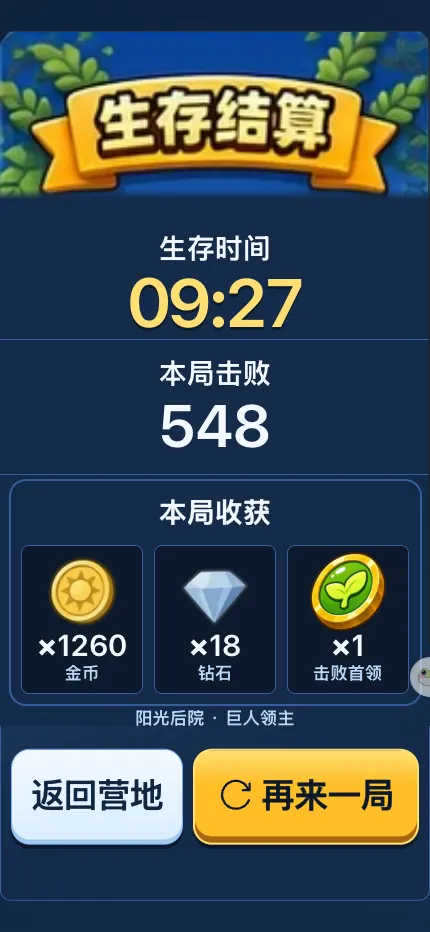 生存结算
生存时间
09:27
本局击败
548
本局收获
×1260
×18
×1
金币
钻石
击败首领
阳光后院 · 巨人领主
返回营地
再来一局